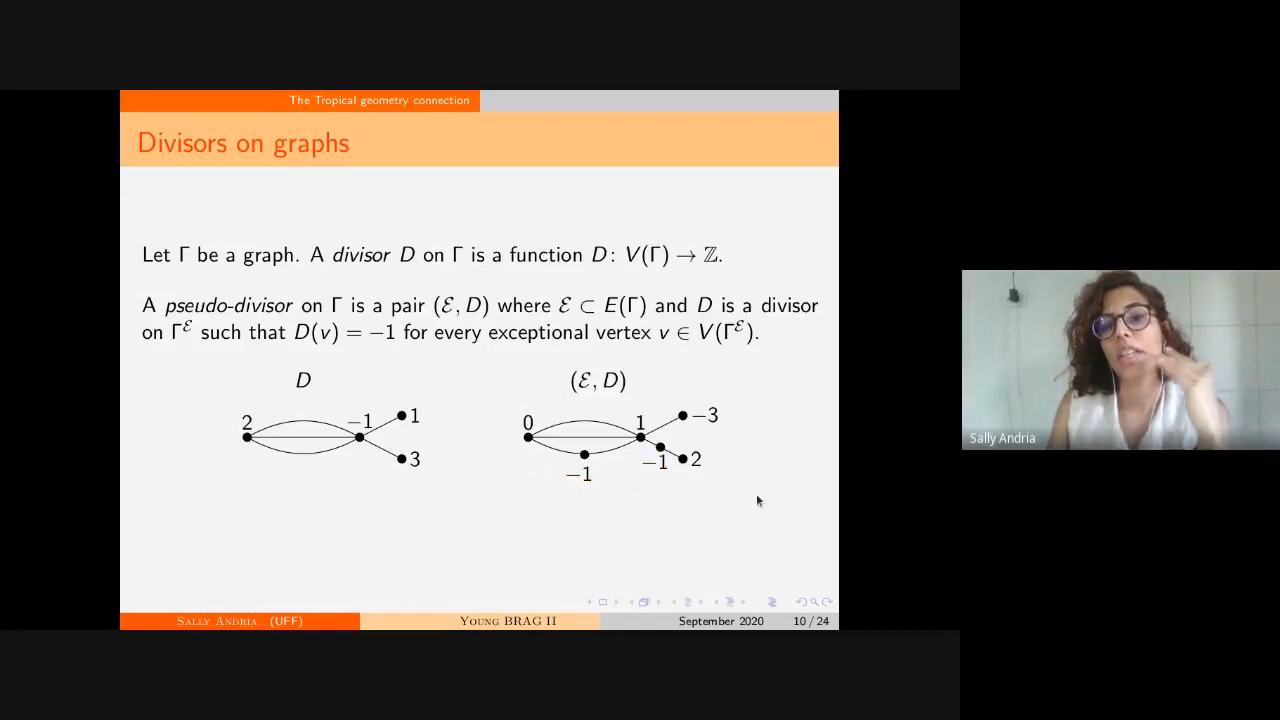 The Tropical geometry connection
Divisors on graphs
Let Γ be a graph. A divisor D on Γ is a function D: V(Γ) → ℤ.
A pseudo-divisor on Γ is a pair (ℰ, D) where ℰ ⊂ E(Γ) and D is a divisor
on Γ^ℰ such that D(v) = −1 for every exceptional vertex v ∈ V(Γ^ℰ).
D
(ℰ, D)
2
−1
1
3
0
1
−3
−1
−1
2
Sally Andria
SALLY ANDRIA (UFF)
YOUNG BRAG II
September 2020
10 / 24